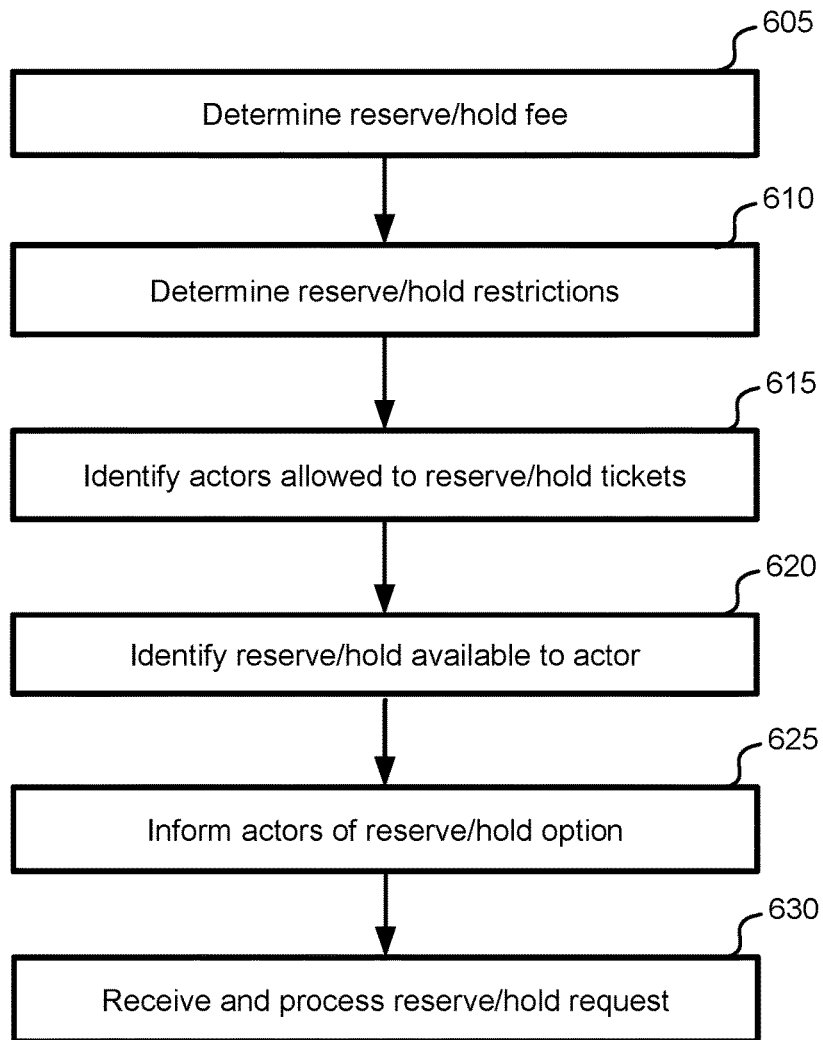 605
Determine reserve/hold fee
610
Determine reserve/hold restrictions
615
Identify actors allowed to reserve/hold tickets
620
Identify reserve/hold available to actor
625
Inform actors of reserve/hold option
630
Receive and process reserve/hold request